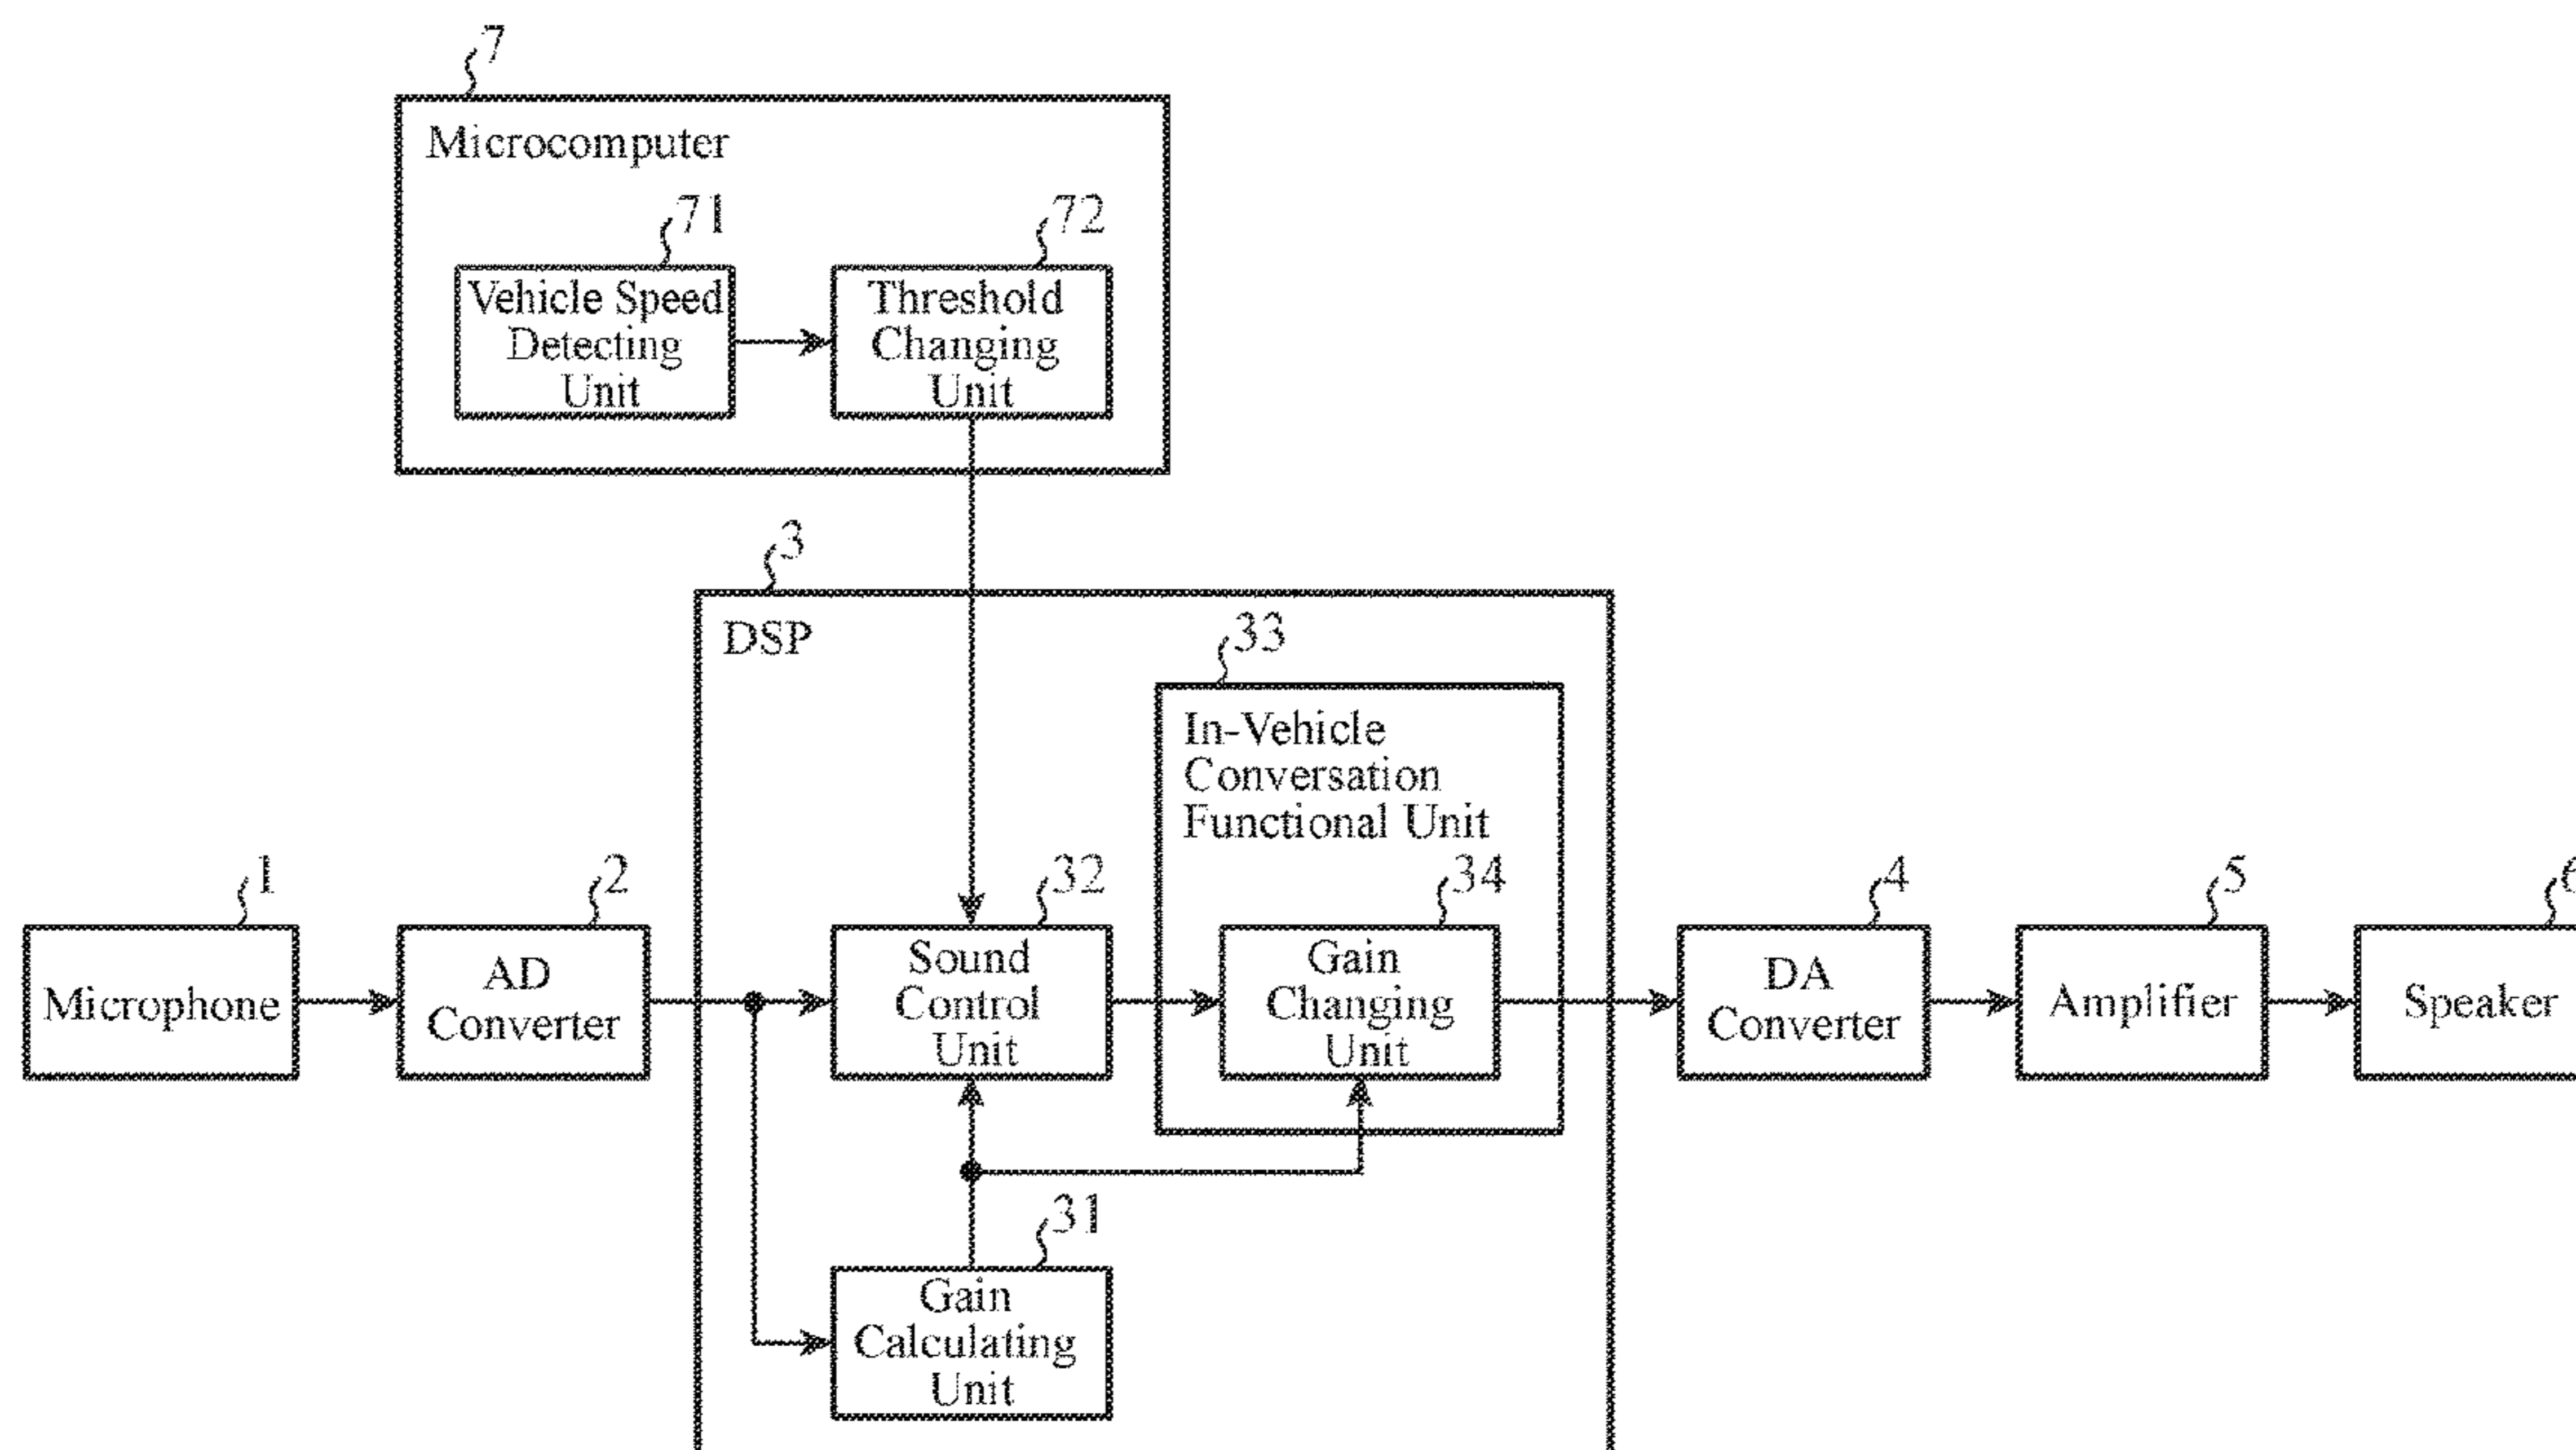 7
Microcomputer
71
72
Vehicle Speed
Detecting
Unit
Threshold
Changing
Unit
3
DSP
33
In-Vehicle
Conversation
Functional Unit
1
2
32
34
4
5
6
Microphone
AD
Converter
Sound
Control
Unit
Gain
Changing
Unit
DA
Converter
Amplifier
Speaker
31
Gain
Calculating
Unit